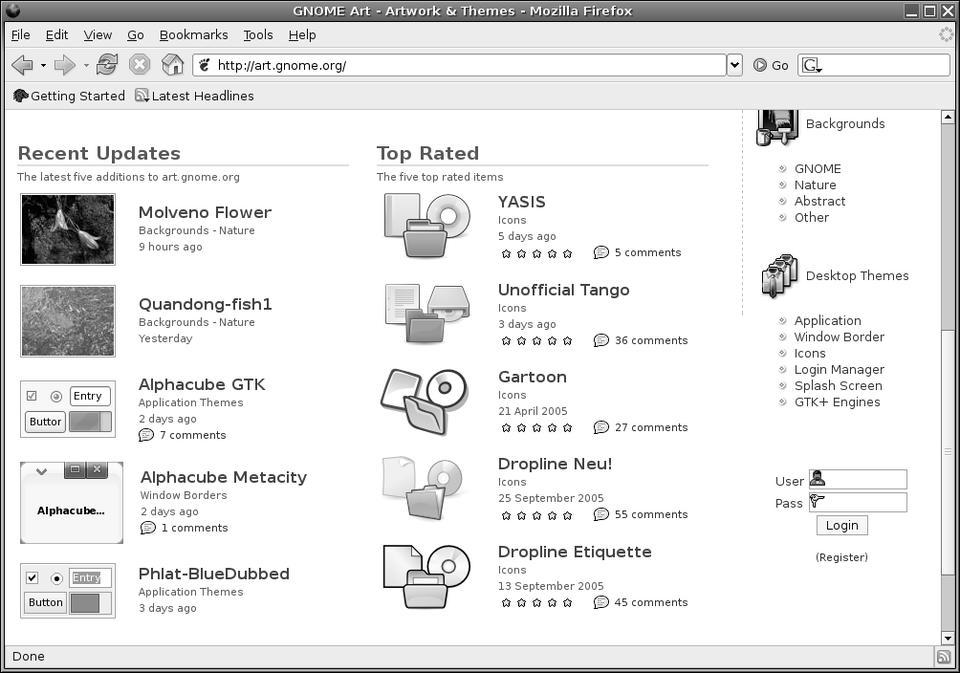 GNOME Art - Artwork & Themes - Mozilla Firefox
File Edit View Go Bookmarks Tools Help
http://art.gnome.org/ Go G
Getting Started Latest Headlines
Recent Updates
The latest five additions to art.gnome.org
Molveno Flower
Backgrounds - Nature
9 hours ago
Quandong-fish1
Backgrounds - Nature
Yesterday
Entry
Buttor
Alphacube GTK
Application Themes
2 days ago
7 comments
Alphacube...
Alphacube Metacity
Window Borders
2 days ago
1 comments
Entry
Button
Phlat-BlueDubbed
Application Themes
3 days ago
Top Rated
The five top rated items
YASIS
Icons
5 days ago
5 comments
Unofficial Tango
Icons
3 days ago
36 comments
Gartoon
Icons
21 April 2005
27 comments
Dropline Neu!
Icons
25 September 2005
55 comments
Dropline Etiquette
Icons
13 September 2005
45 comments
Backgrounds
GNOME
Nature
Abstract
Other
Desktop Themes
Application
Window Border
Icons
Login Manager
Splash Screen
GTK+ Engines
User
Pass
Login
(Register)
Done